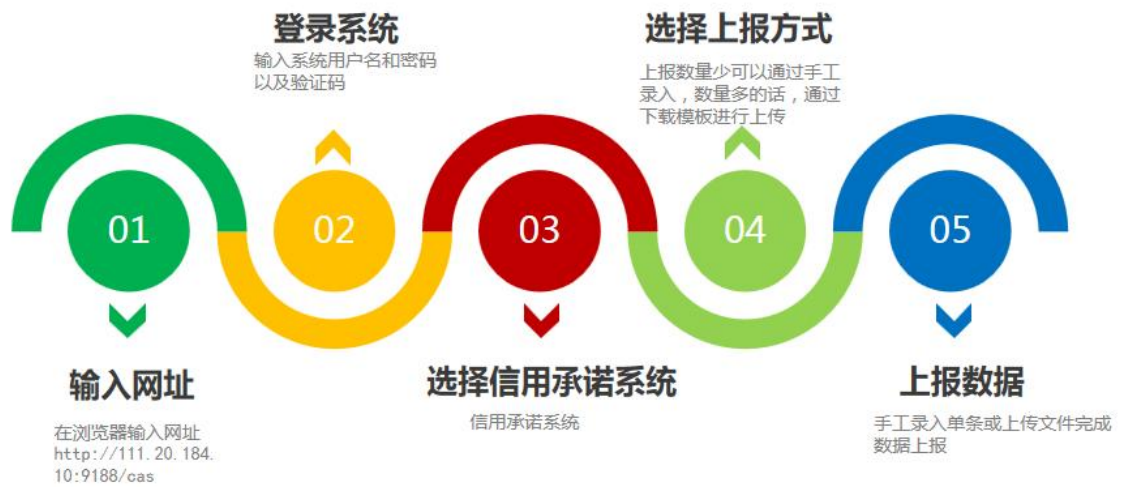 登录系统
输入系统用户名和密码
以及验证码
选择上报方式
上报数量少可以通过手工
录入，数量多的话，通过
下载模板进行上传
01
02
03
04
05
输入网址
在浏览器输入网址
http://111.20.184.
10:9188/cas
选择信用承诺系统
信用承诺系统
上报数据
手工录入单条或上传文件完成
数据上报